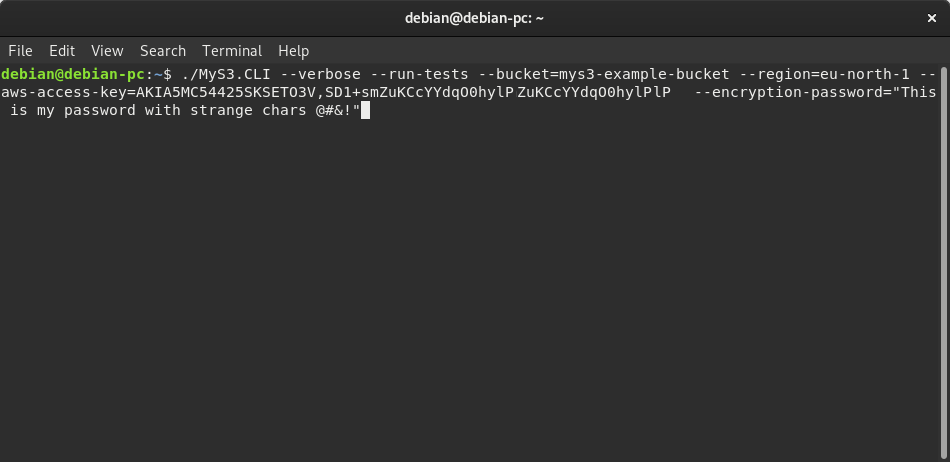 debian@debian-pc: ~
File Edit View Search Terminal Help
debian@debian-pc:~$ ./MyS3.CLI --verbose --run-tests --bucket=mys3-example-bucket --region=eu-north-1 --
aws-access-key=AKIA5MC54425SKSETO3V,SD1+smZuKCcYYdqO0hylPZuKCcYYdqO0hylPlP --encryption-password="This
is my password with strange chars @#&!"